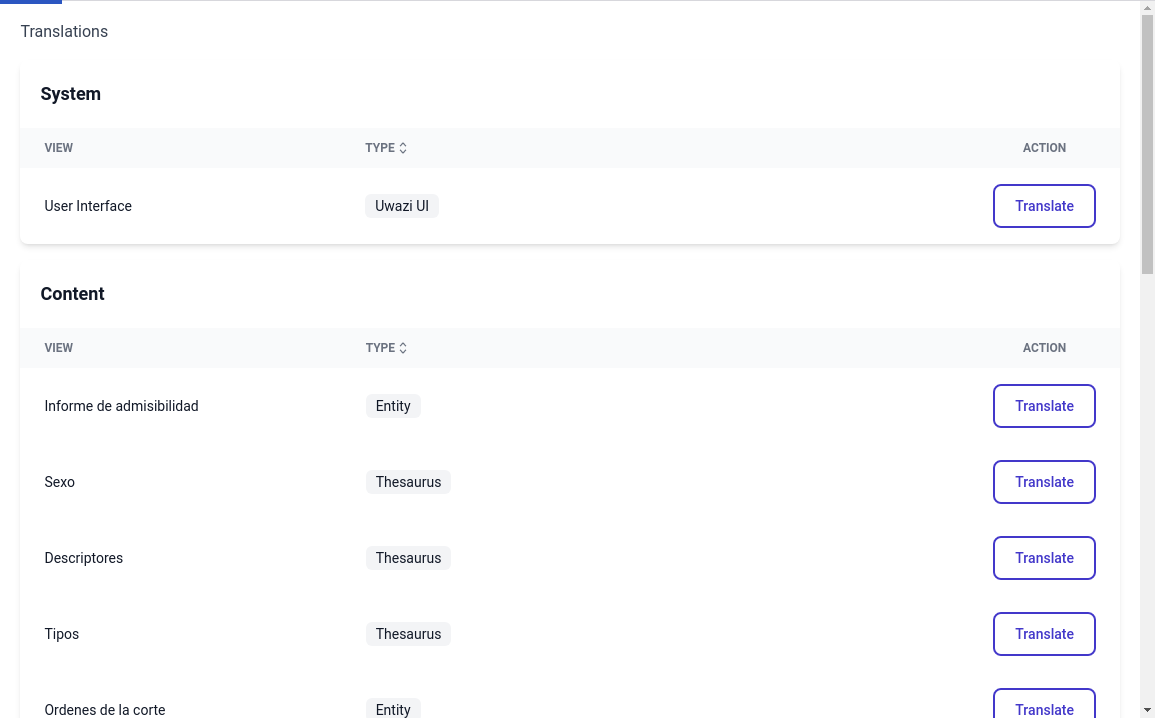 Translations
System
VIEW TYPE ACTION
User Interface Uwazi UI Translate
Content
VIEW TYPE ACTION
Informe de admisibilidad Entity Translate
Sexo Thesaurus Translate
Descriptores Thesaurus Translate
Tipos Thesaurus Translate
Ordenes de la corte Entity Translate